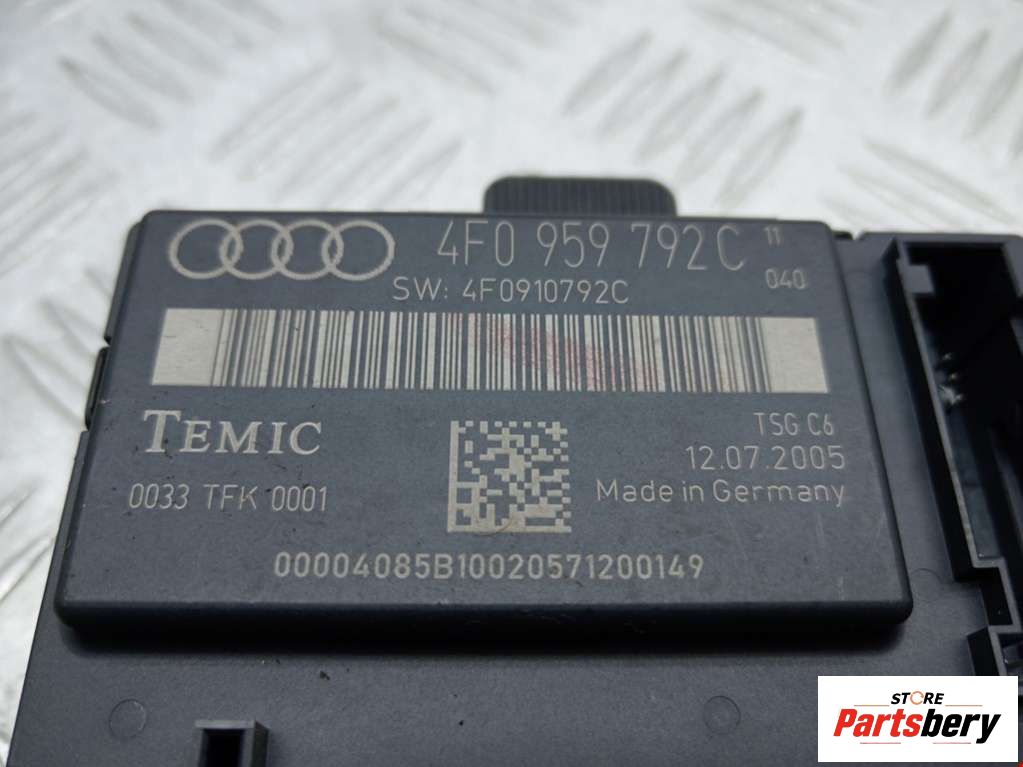 4F0 959 792C 11
040
SW: 4F0910792C
TEMIC
TSG C6
12.07.2005
0033 TFK 0001
Made in Germany
00004085B10020571200149
STORE
Partsbery